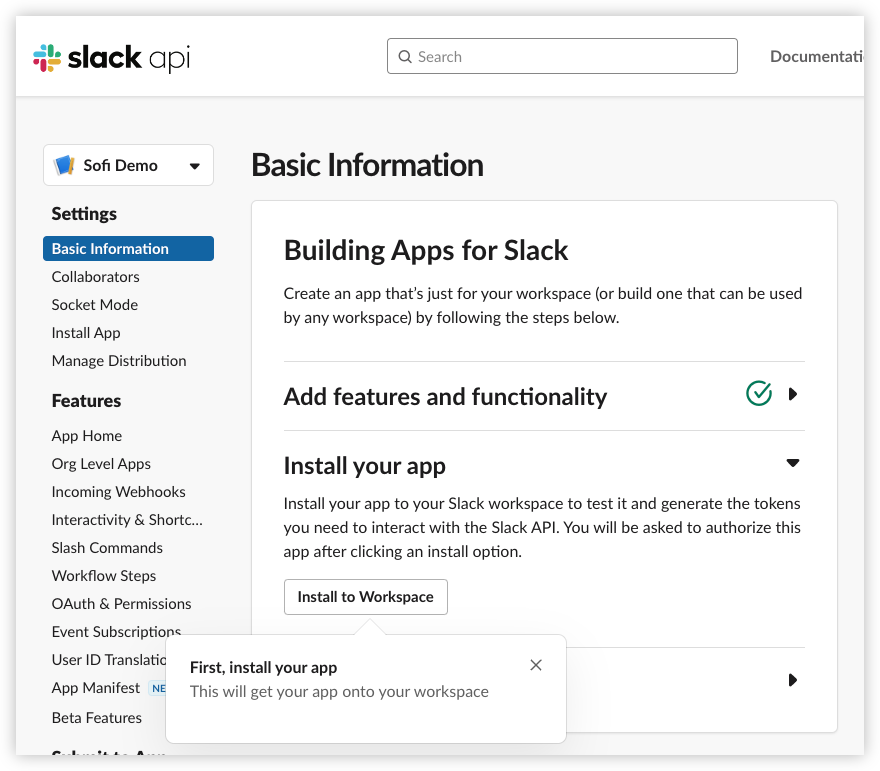 slack api
Search
Documentati
Sofi Demo
Settings
Basic Information
Collaborators
Socket Mode
Install App
Manage Distribution
Features
App Home
Org Level Apps
Incoming Webhooks
Interactivity & Shortc...
Slash Commands
Workflow Steps
OAuth & Permissions
Event Subscriptions
User ID Translatio
App Manifest NE
Beta Features
Basic Information
Building Apps for Slack
Create an app that’s just for your workspace (or build one that can be used
by any workspace) by following the steps below.
Add features and functionality
Install your app
Install your app to your Slack workspace to test it and generate the tokens
you need to interact with the Slack API. You will be asked to authorize this
app after clicking an install option.
Install to Workspace
First, install your app
This will get your app onto your workspace